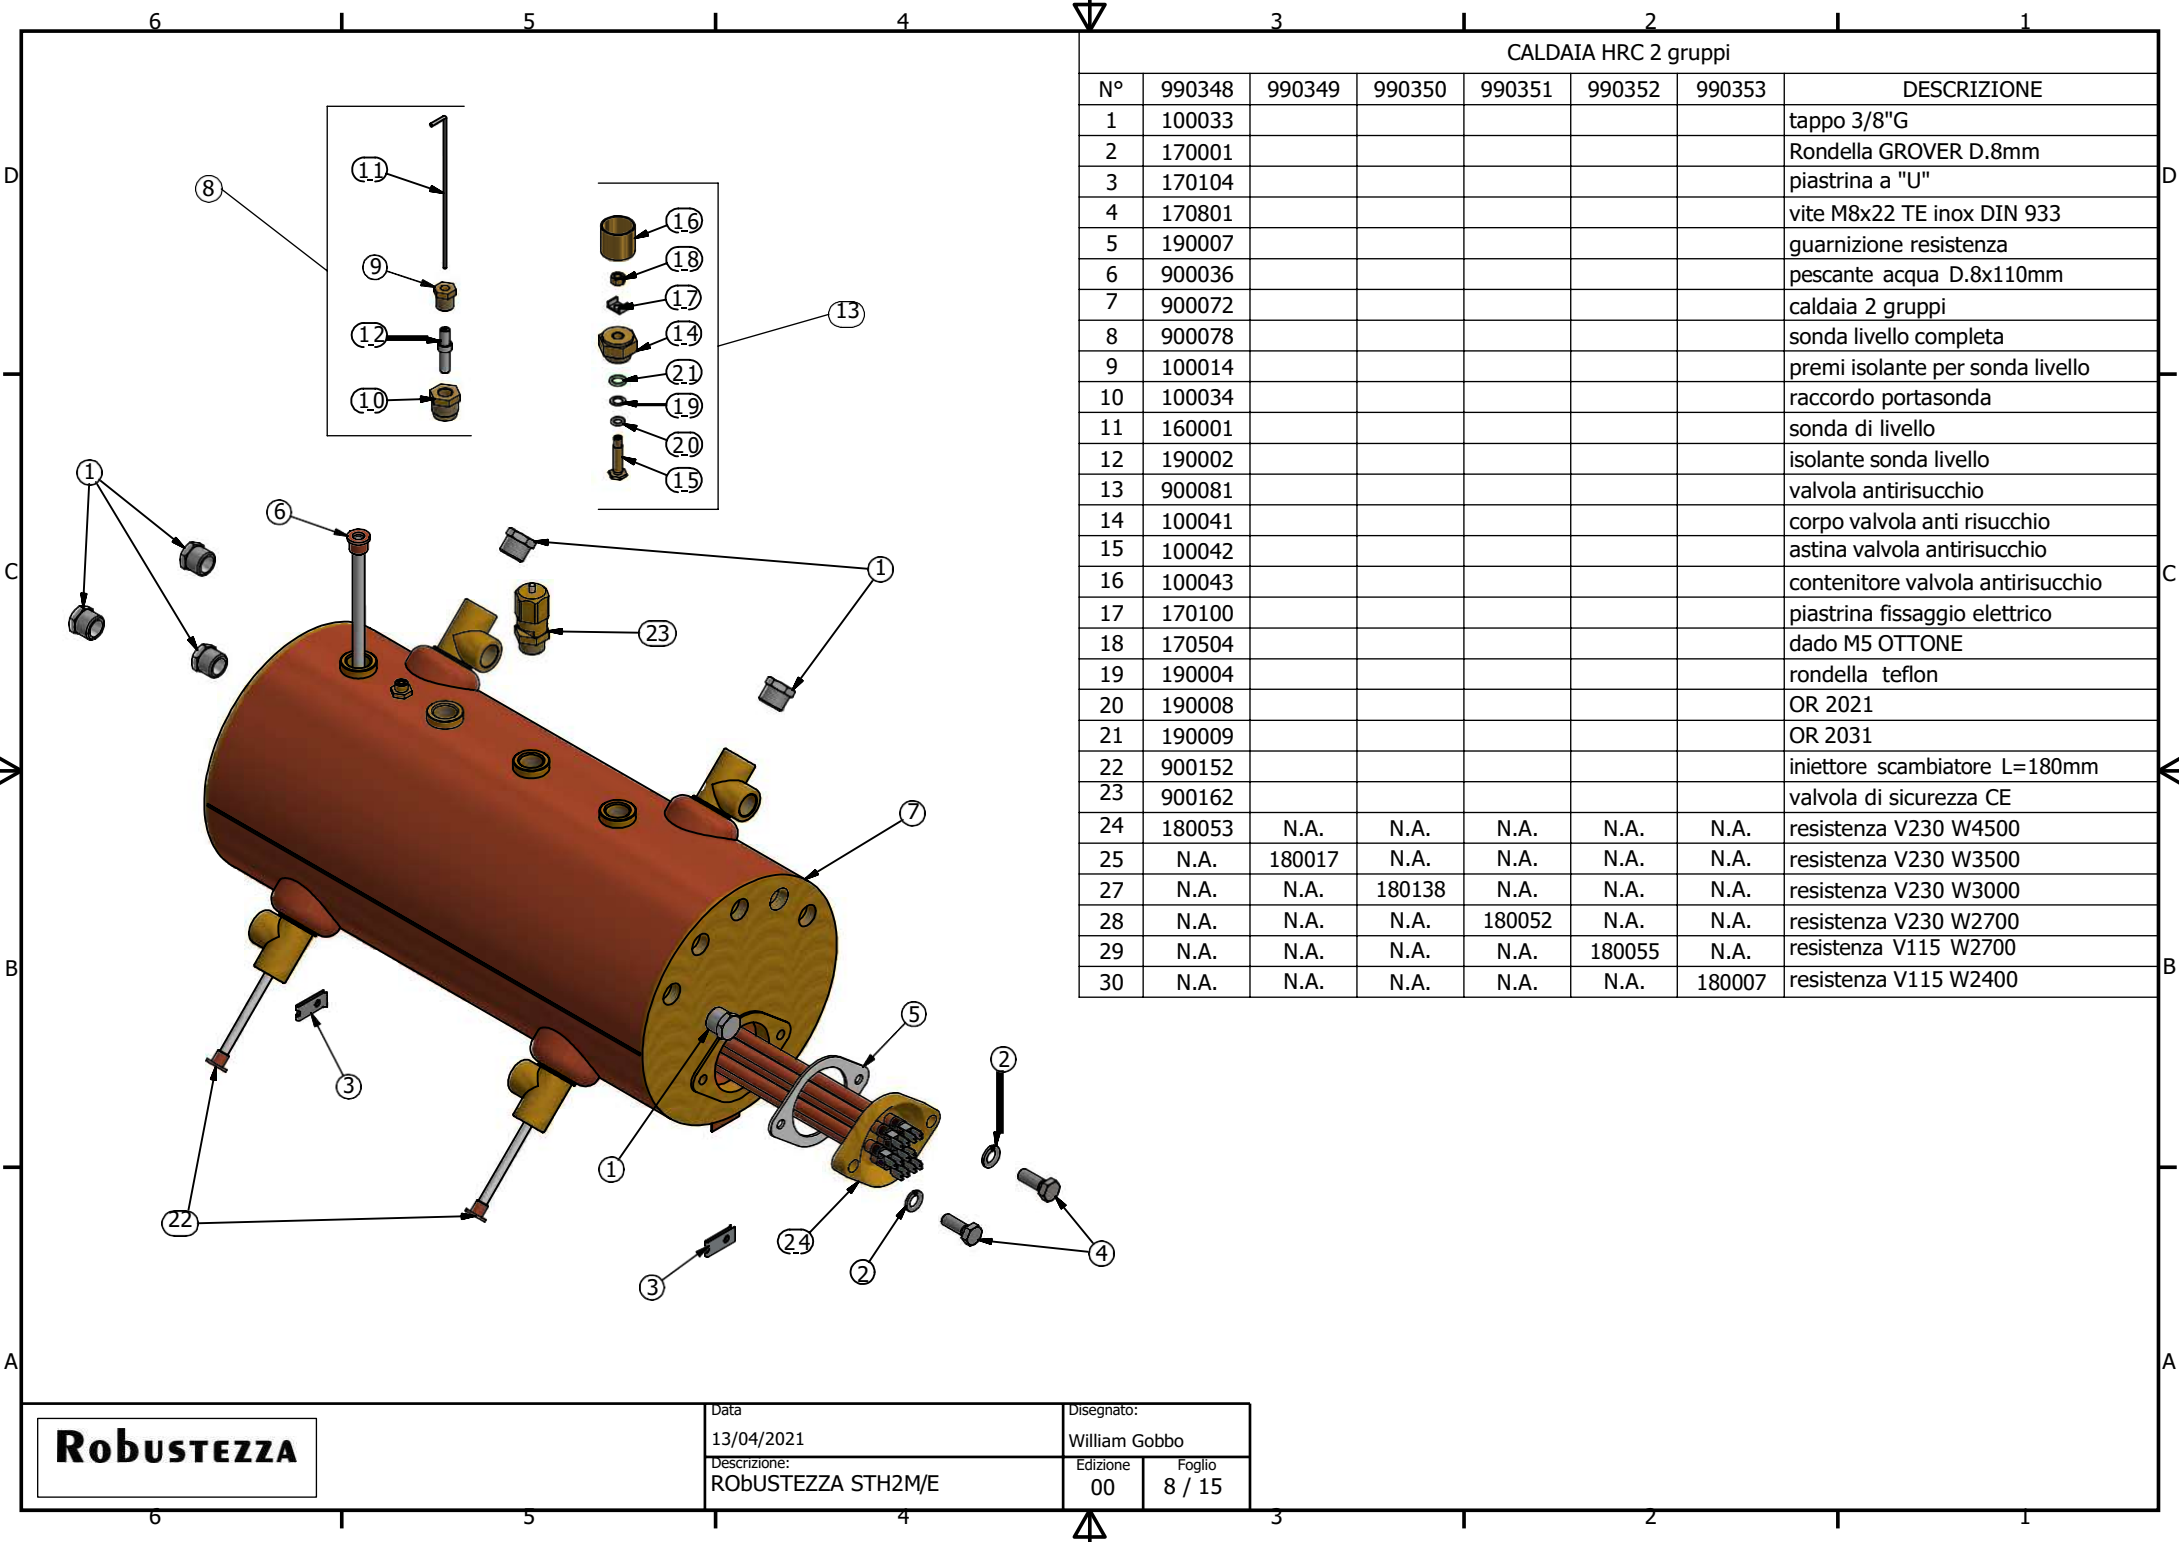 6 5 4 3 2 1
CALDAIA HRC 2 gruppi
N° 990348 990349 990350 990351 990352 990353 DESCRIZIONE
1 100033 tappo 3/8"G
2 170001 Rondella GROVER D.8mm
3 170104 piastrina a "U"
4 170801 vite M8x22 TE inox DIN 933
5 190007 guarnizione resistenza
6 900036 pescante acqua D.8x110mm
7 900072 caldaia 2 gruppi
8 900078 sonda livello completa
9 100014 premi isolante per sonda livello
10 100034 raccordo portasonda
11 160001 sonda di livello
12 190002 isolante sonda livello
13 900081 valvola antirisucchio
14 100041 corpo valvola anti risucchio
15 100042 astina valvola antirisucchio
16 100043 contenitore valvola antirisucchio
17 170100 piastrina fissaggio elettrico
18 170504 dado M5 OTTONE
19 190004 rondella teflon
20 190008 OR 2021
21 190009 OR 2031
22 900152 iniettore scambiatore L=180mm
23 900162 valvola di sicurezza CE
24 180053 N.A. N.A. N.A. N.A. N.A. resistenza V230 W4500
25 N.A. 180017 N.A. N.A. N.A. N.A. resistenza V230 W3500
27 N.A. N.A. 180138 N.A. N.A. N.A. resistenza V230 W3000
28 N.A. N.A. N.A. 180052 N.A. N.A. resistenza V230 W2700
29 N.A. N.A. N.A. N.A. 180055 N.A. resistenza V115 W2700
30 N.A. N.A. N.A. N.A. N.A. 180007 resistenza V115 W2400
D D
C C
B B
A A
11
8
9
12
10
16
18
17
14
13
21
19
20
15
1
6
1
23
7
5
2
3
1
22
24
4
3
2
RobUSTEZZA
Data
13/04/2021
Disegnato:
William Gobbo
Descrizione:
RObUSTEZZA STH2M/E
Edizione
00
Foglio
8 / 15
6 5 4 3 2 1